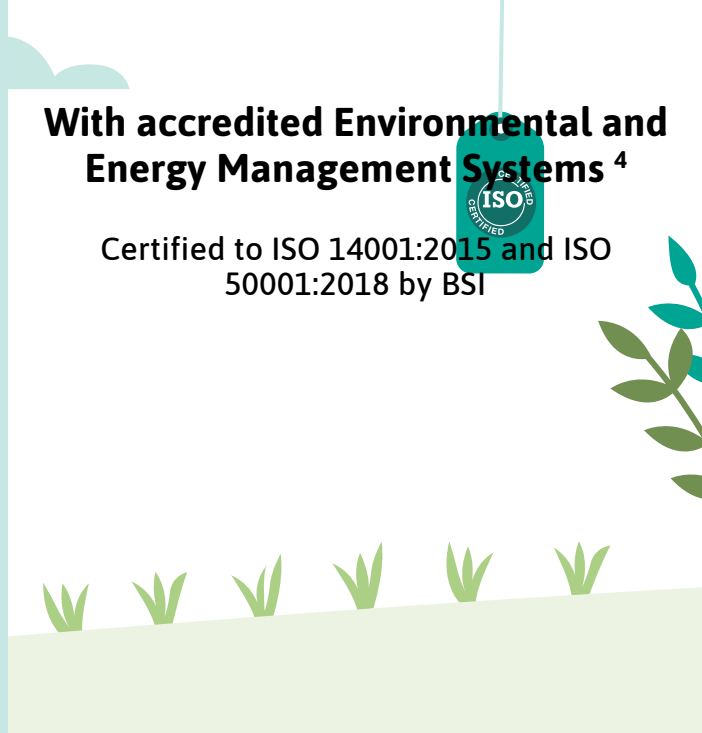 With accredited Environmental and
Energy Management Systems ⁴
CERTIFIED
ISO
CERTIFIED
Certified to ISO 14001:2015 and ISO
50001:2018 by BSI